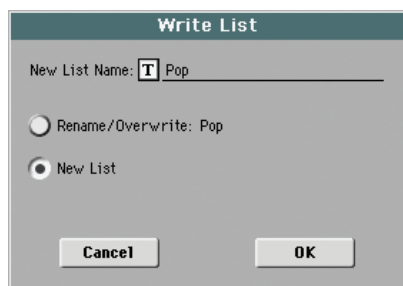 Write List
New List Name: T Pop
Rename/Overwrite: Pop
New List
Cancel OK